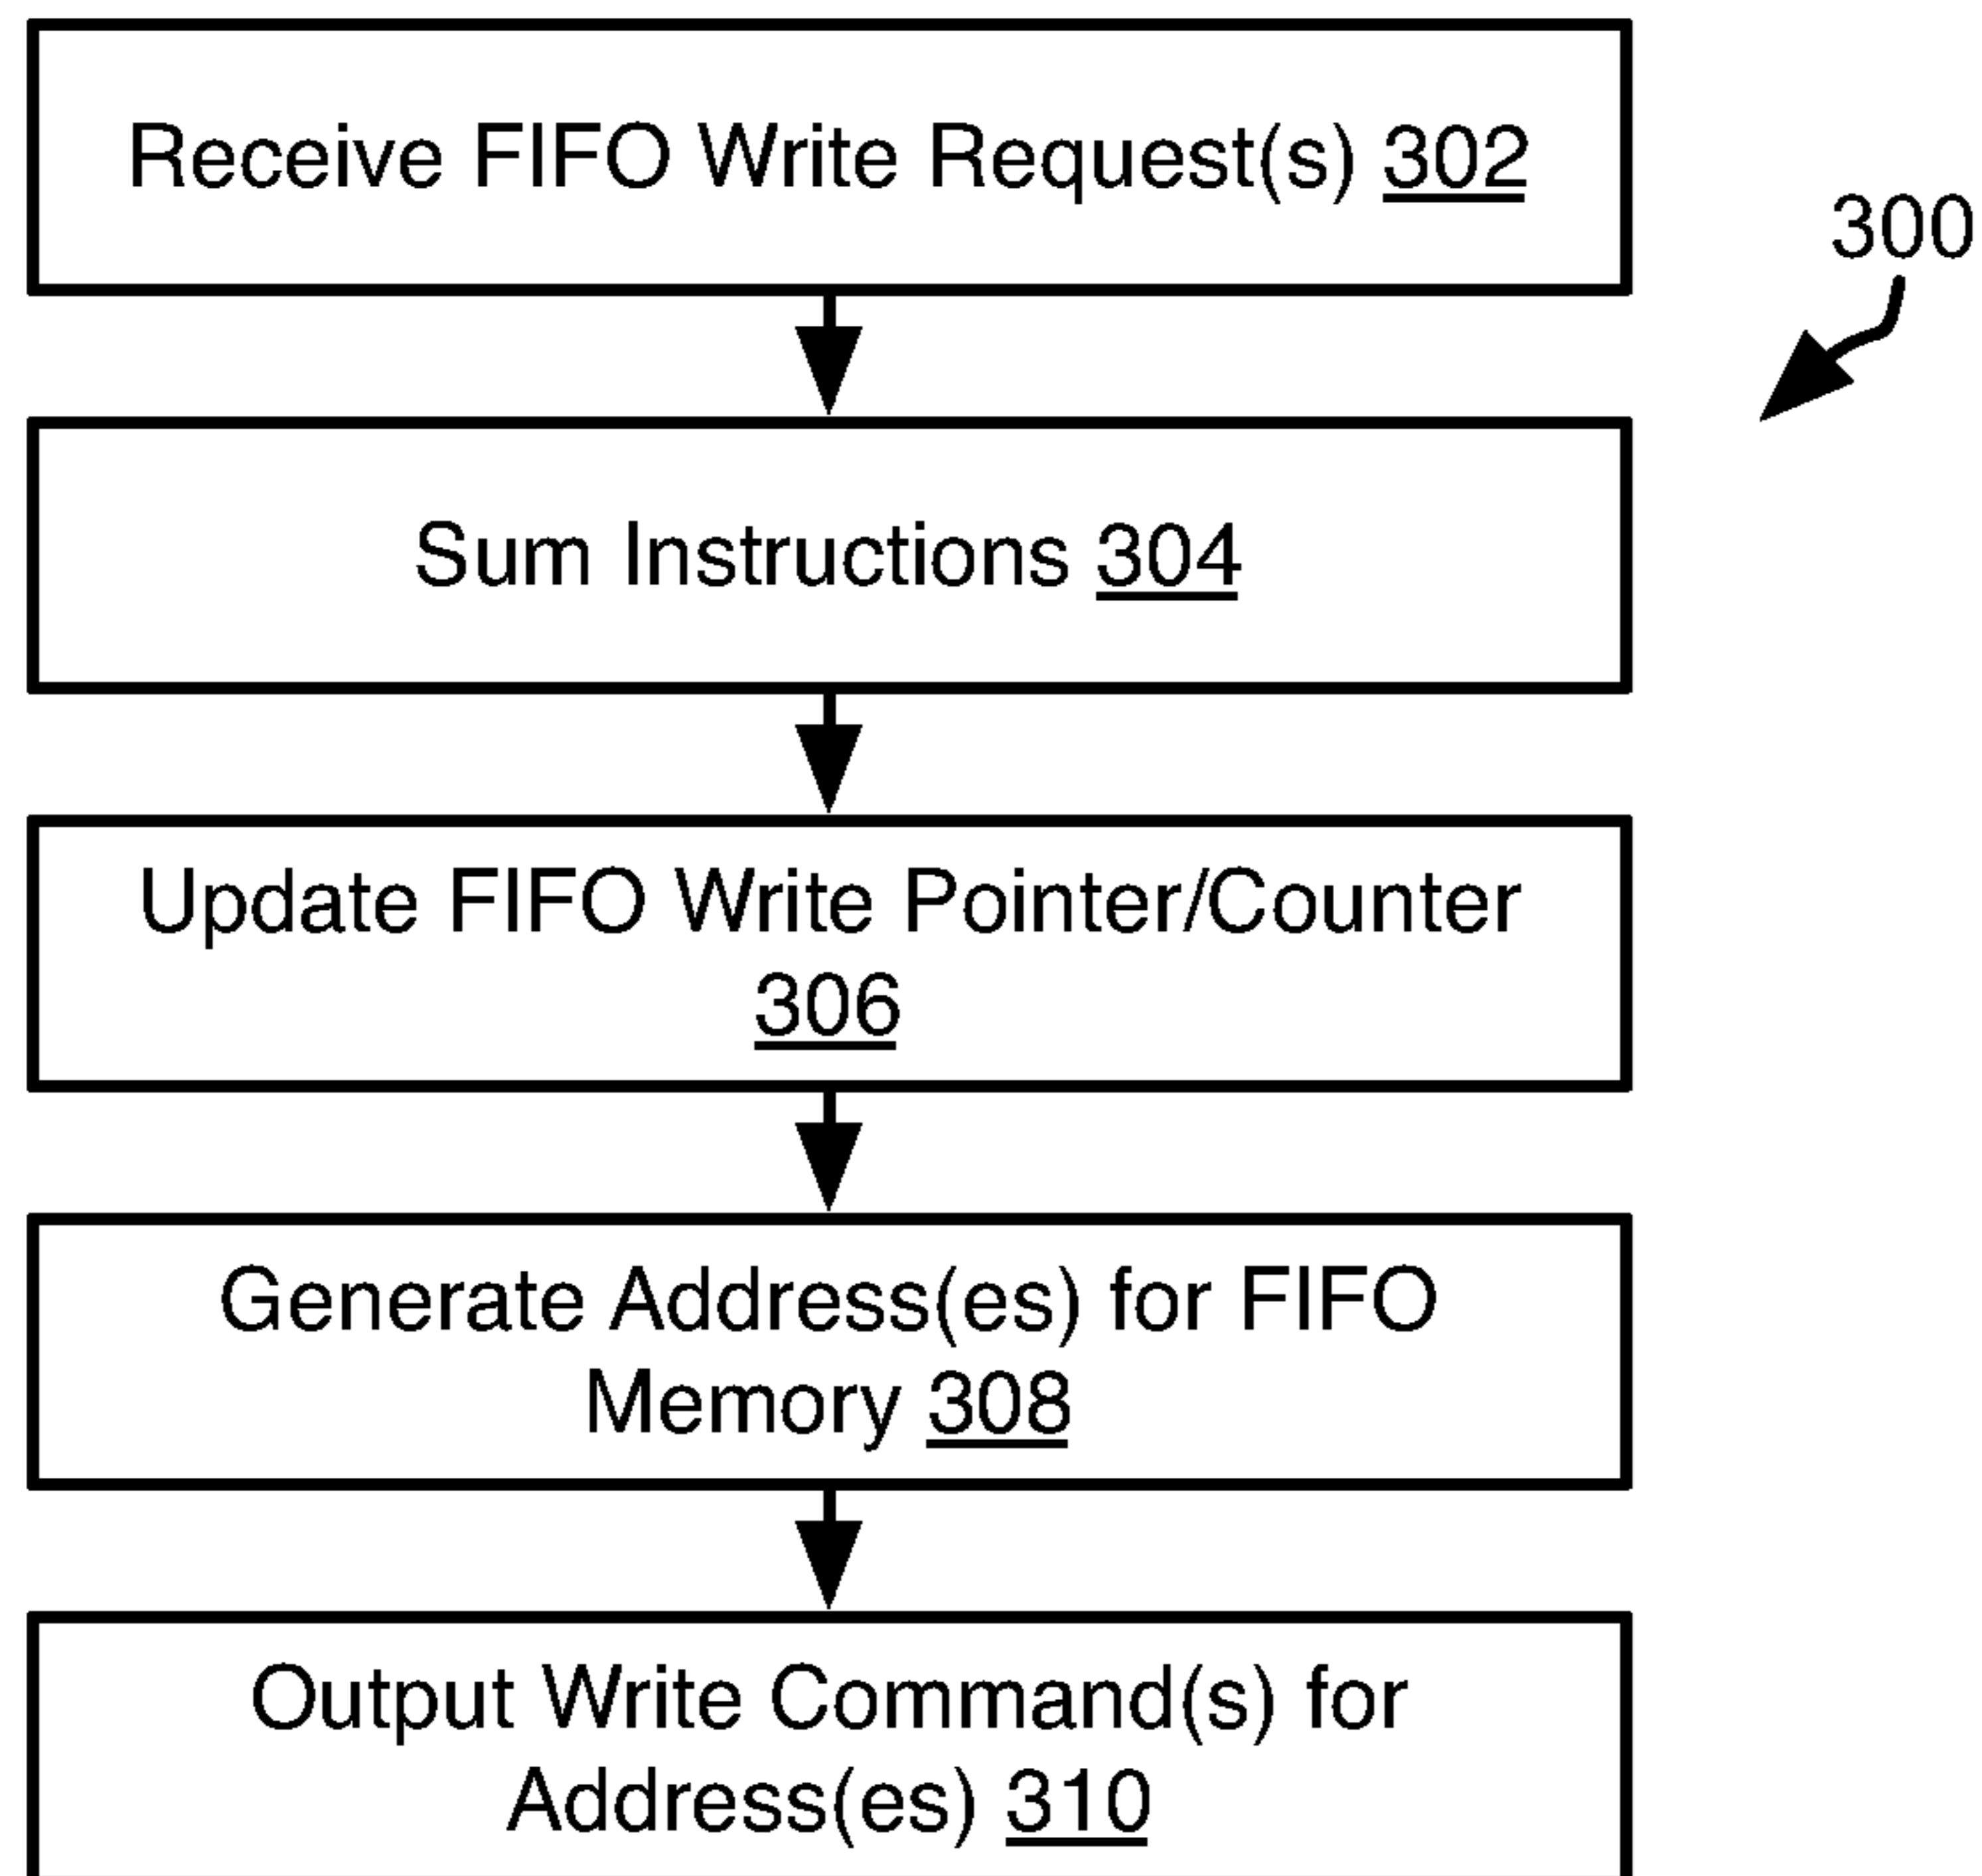 Receive FIFO Write Request(s) 302
300
Sum Instructions 304
Update FIFO Write Pointer/Counter
306
Generate Address(es) for FIFO
Memory 308
Output Write Command(s) for
Address(es) 310